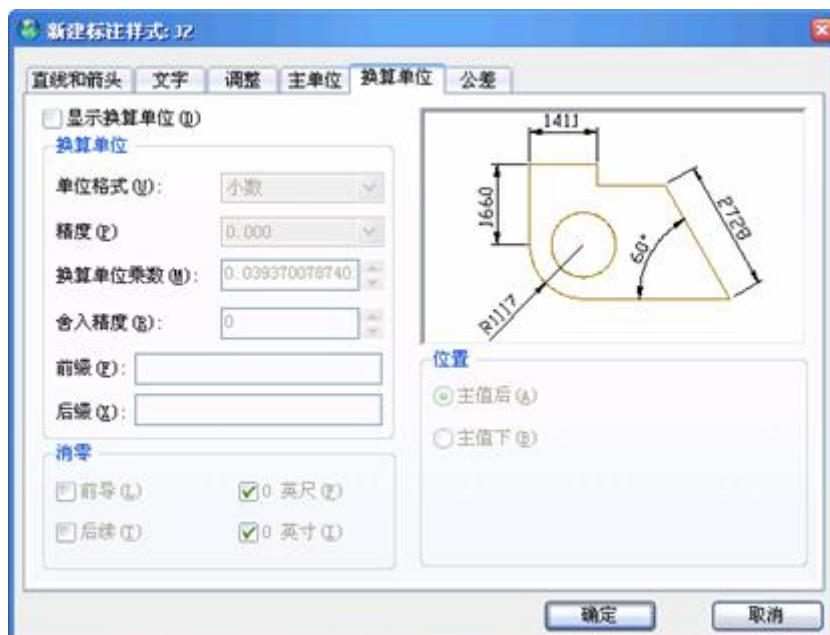 新建标注样式: JZ
直线和箭头 文字 调整 主单位 换算单位 公差
显示换算单位(D)
换算单位
单位格式(U): 小数
精度(P) 0.000
换算单位乘数(M): 0.039370078740
舍入精度(R): 0
前缀(F):
后缀(X):
消零
前导(L) 0 英尺(F)
后续(T) 0 英寸(I)
1411
1660
2728
60°
R1117
位置
主值后(A)
主值下(B)
确定 取消